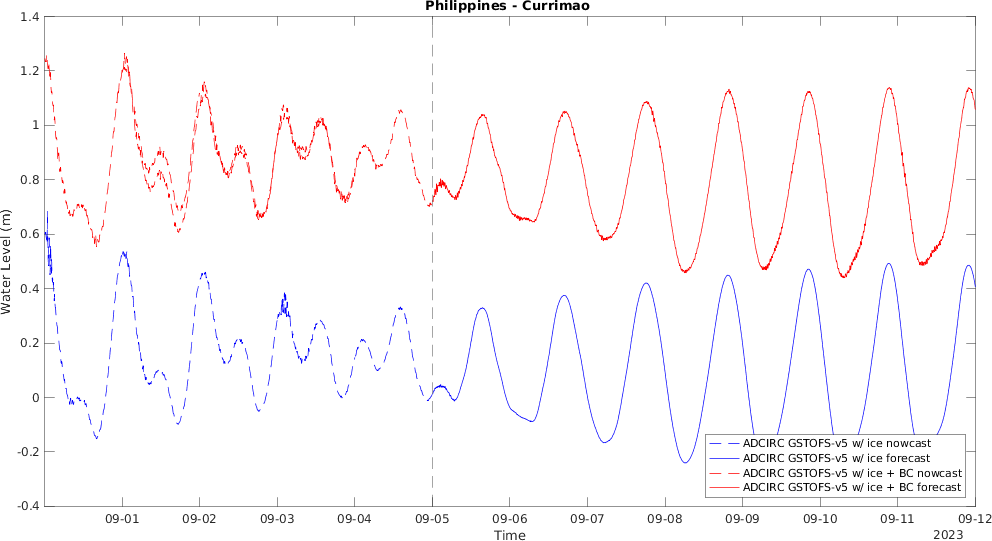 Philippines - Currimao
1.4
1.2
1
0.8
0.6
0.4
0.2
0
-0.2
-0.4
Water Level (m)
ADCIRC GSTOFS-v5 w/ ice nowcast
ADCIRC GSTOFS-v5 w/ ice forecast
ADCIRC GSTOFS-v5 w/ ice + BC nowcast
ADCIRC GSTOFS-v5 w/ ice + BC forecast
09-01 09-02 09-03 09-04 09-05 09-06 09-07 09-08 09-09 09-10 09-11 09-12
Time
2023